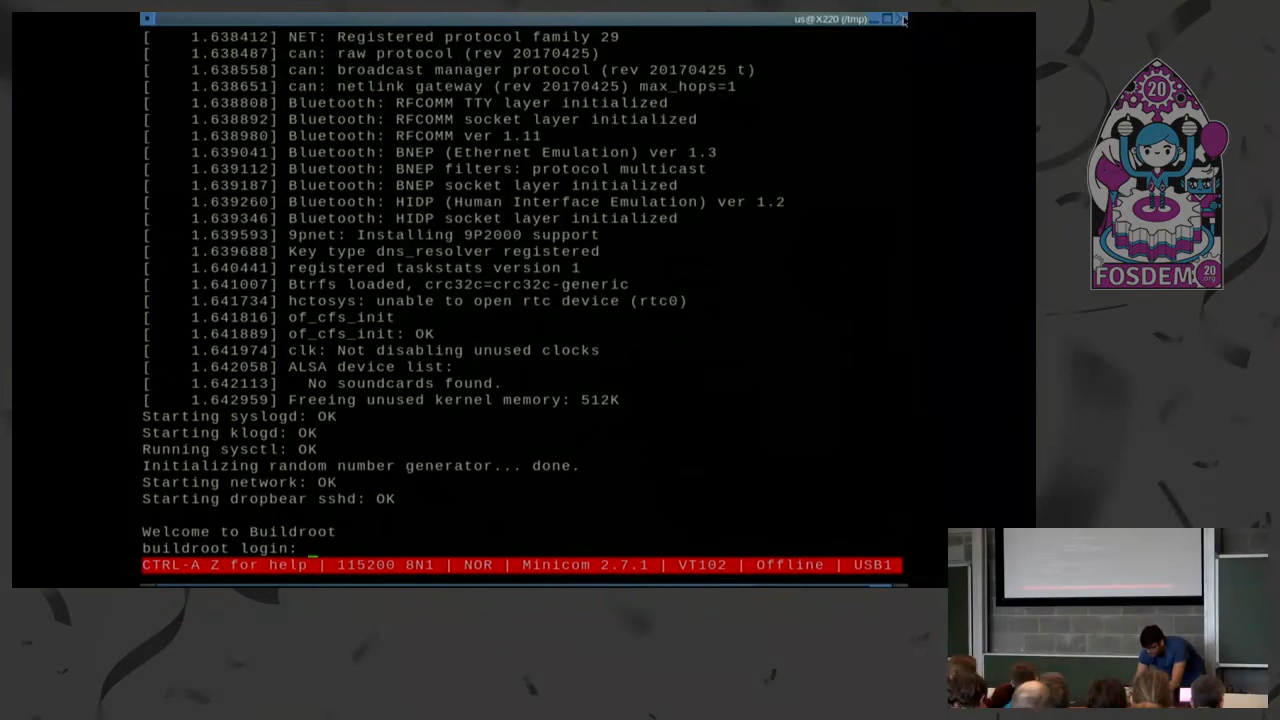 us@X220 (/tmp)
[    1.638412] NET: Registered protocol family 29
[    1.638487] can: raw protocol (rev 20170425)
[    1.638558] can: broadcast manager protocol (rev 20170425 t)
[    1.638651] can: netlink gateway (rev 20170425) max_hops=1
[    1.638808] Bluetooth: RFCOMM TTY layer initialized
[    1.638892] Bluetooth: RFCOMM socket layer initialized
[    1.638980] Bluetooth: RFCOMM ver 1.11
[    1.639041] Bluetooth: BNEP (Ethernet Emulation) ver 1.3
[    1.639112] Bluetooth: BNEP filters: protocol multicast
[    1.639187] Bluetooth: BNEP socket layer initialized
[    1.639260] Bluetooth: HIDP (Human Interface Emulation) ver 1.2
[    1.639346] Bluetooth: HIDP socket layer initialized
[    1.639593] 9pnet: Installing 9P2000 support
[    1.639688] Key type dns_resolver registered
[    1.640441] registered taskstats version 1
[    1.641007] Btrfs loaded, crc32c=crc32c-generic
[    1.641734] hctosys: unable to open rtc device (rtc0)
[    1.641816] of_cfs_init
[    1.641889] of_cfs_init: OK
[    1.641974] clk: Not disabling unused clocks
[    1.642058] ALSA device list:
[    1.642113]   No soundcards found.
[    1.642959] Freeing unused kernel memory: 512K
Starting syslogd: OK
Starting klogd: OK
Running sysctl: OK
Initializing random number generator... done.
Starting network: OK
Starting dropbear sshd: OK
Welcome to Buildroot
buildroot login: _
CTRL-A Z for help | 115200 8N1 | NOR | Minicom 2.7.1 | VT102 | Offline | USB1
20
FOSDEM
20
.org